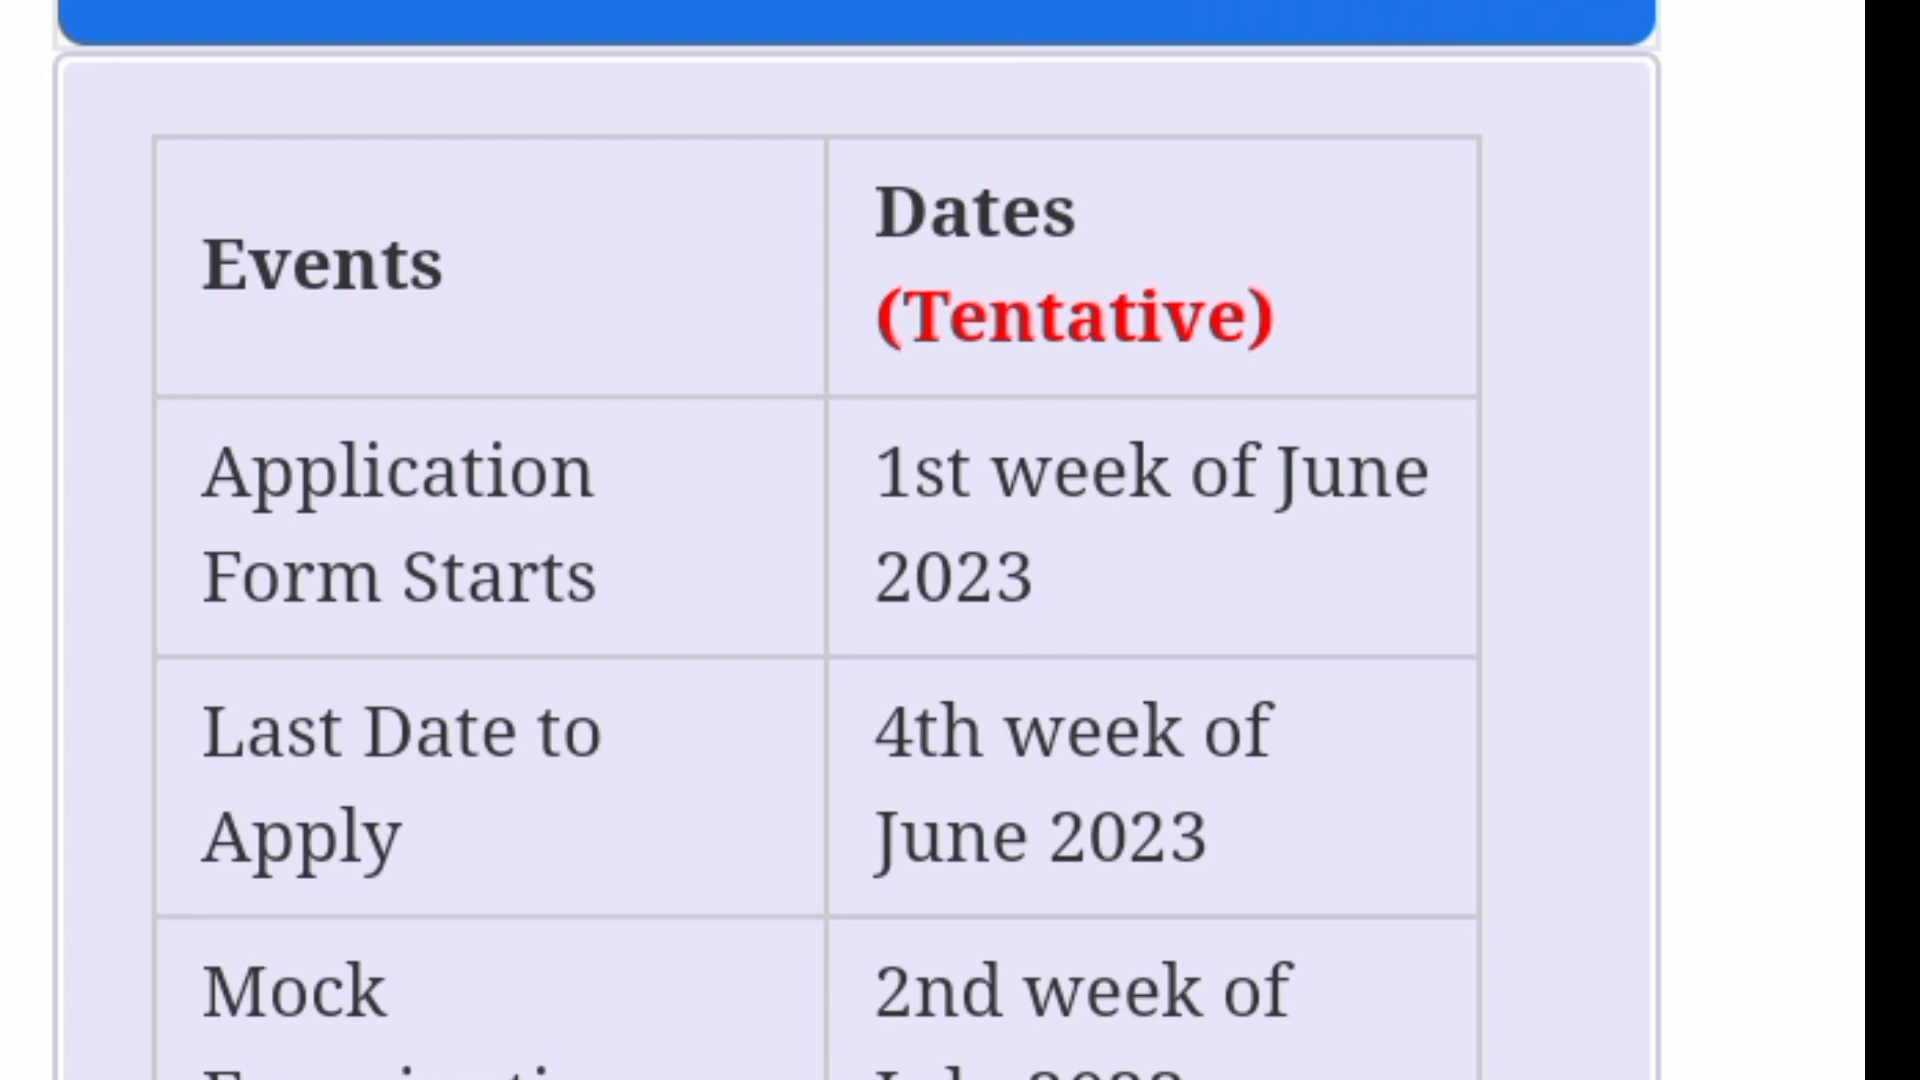 Events
Dates
(Tentative)
Application
Form Starts
1st week of June
2023
Last Date to
Apply
4th week of
June 2023
Mock
2nd week of